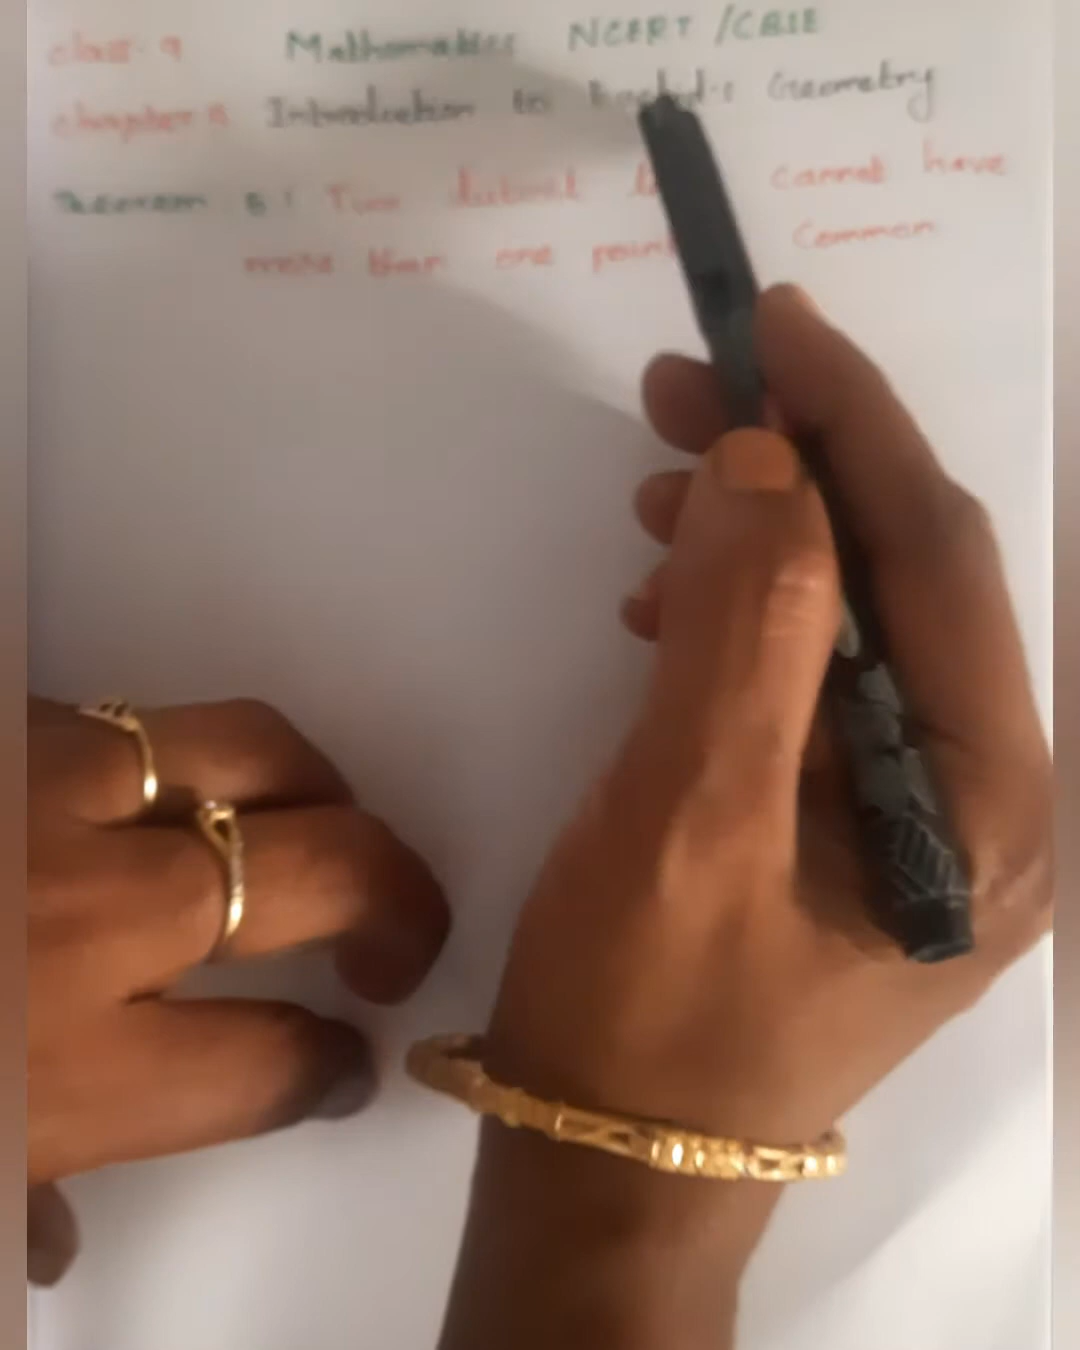 class - 9 Mathematics NCERT / CBSE
chapter 5 Introduction to Euclid's Geometry
Theorem 5 : Two distinct cannot have
more than one point common